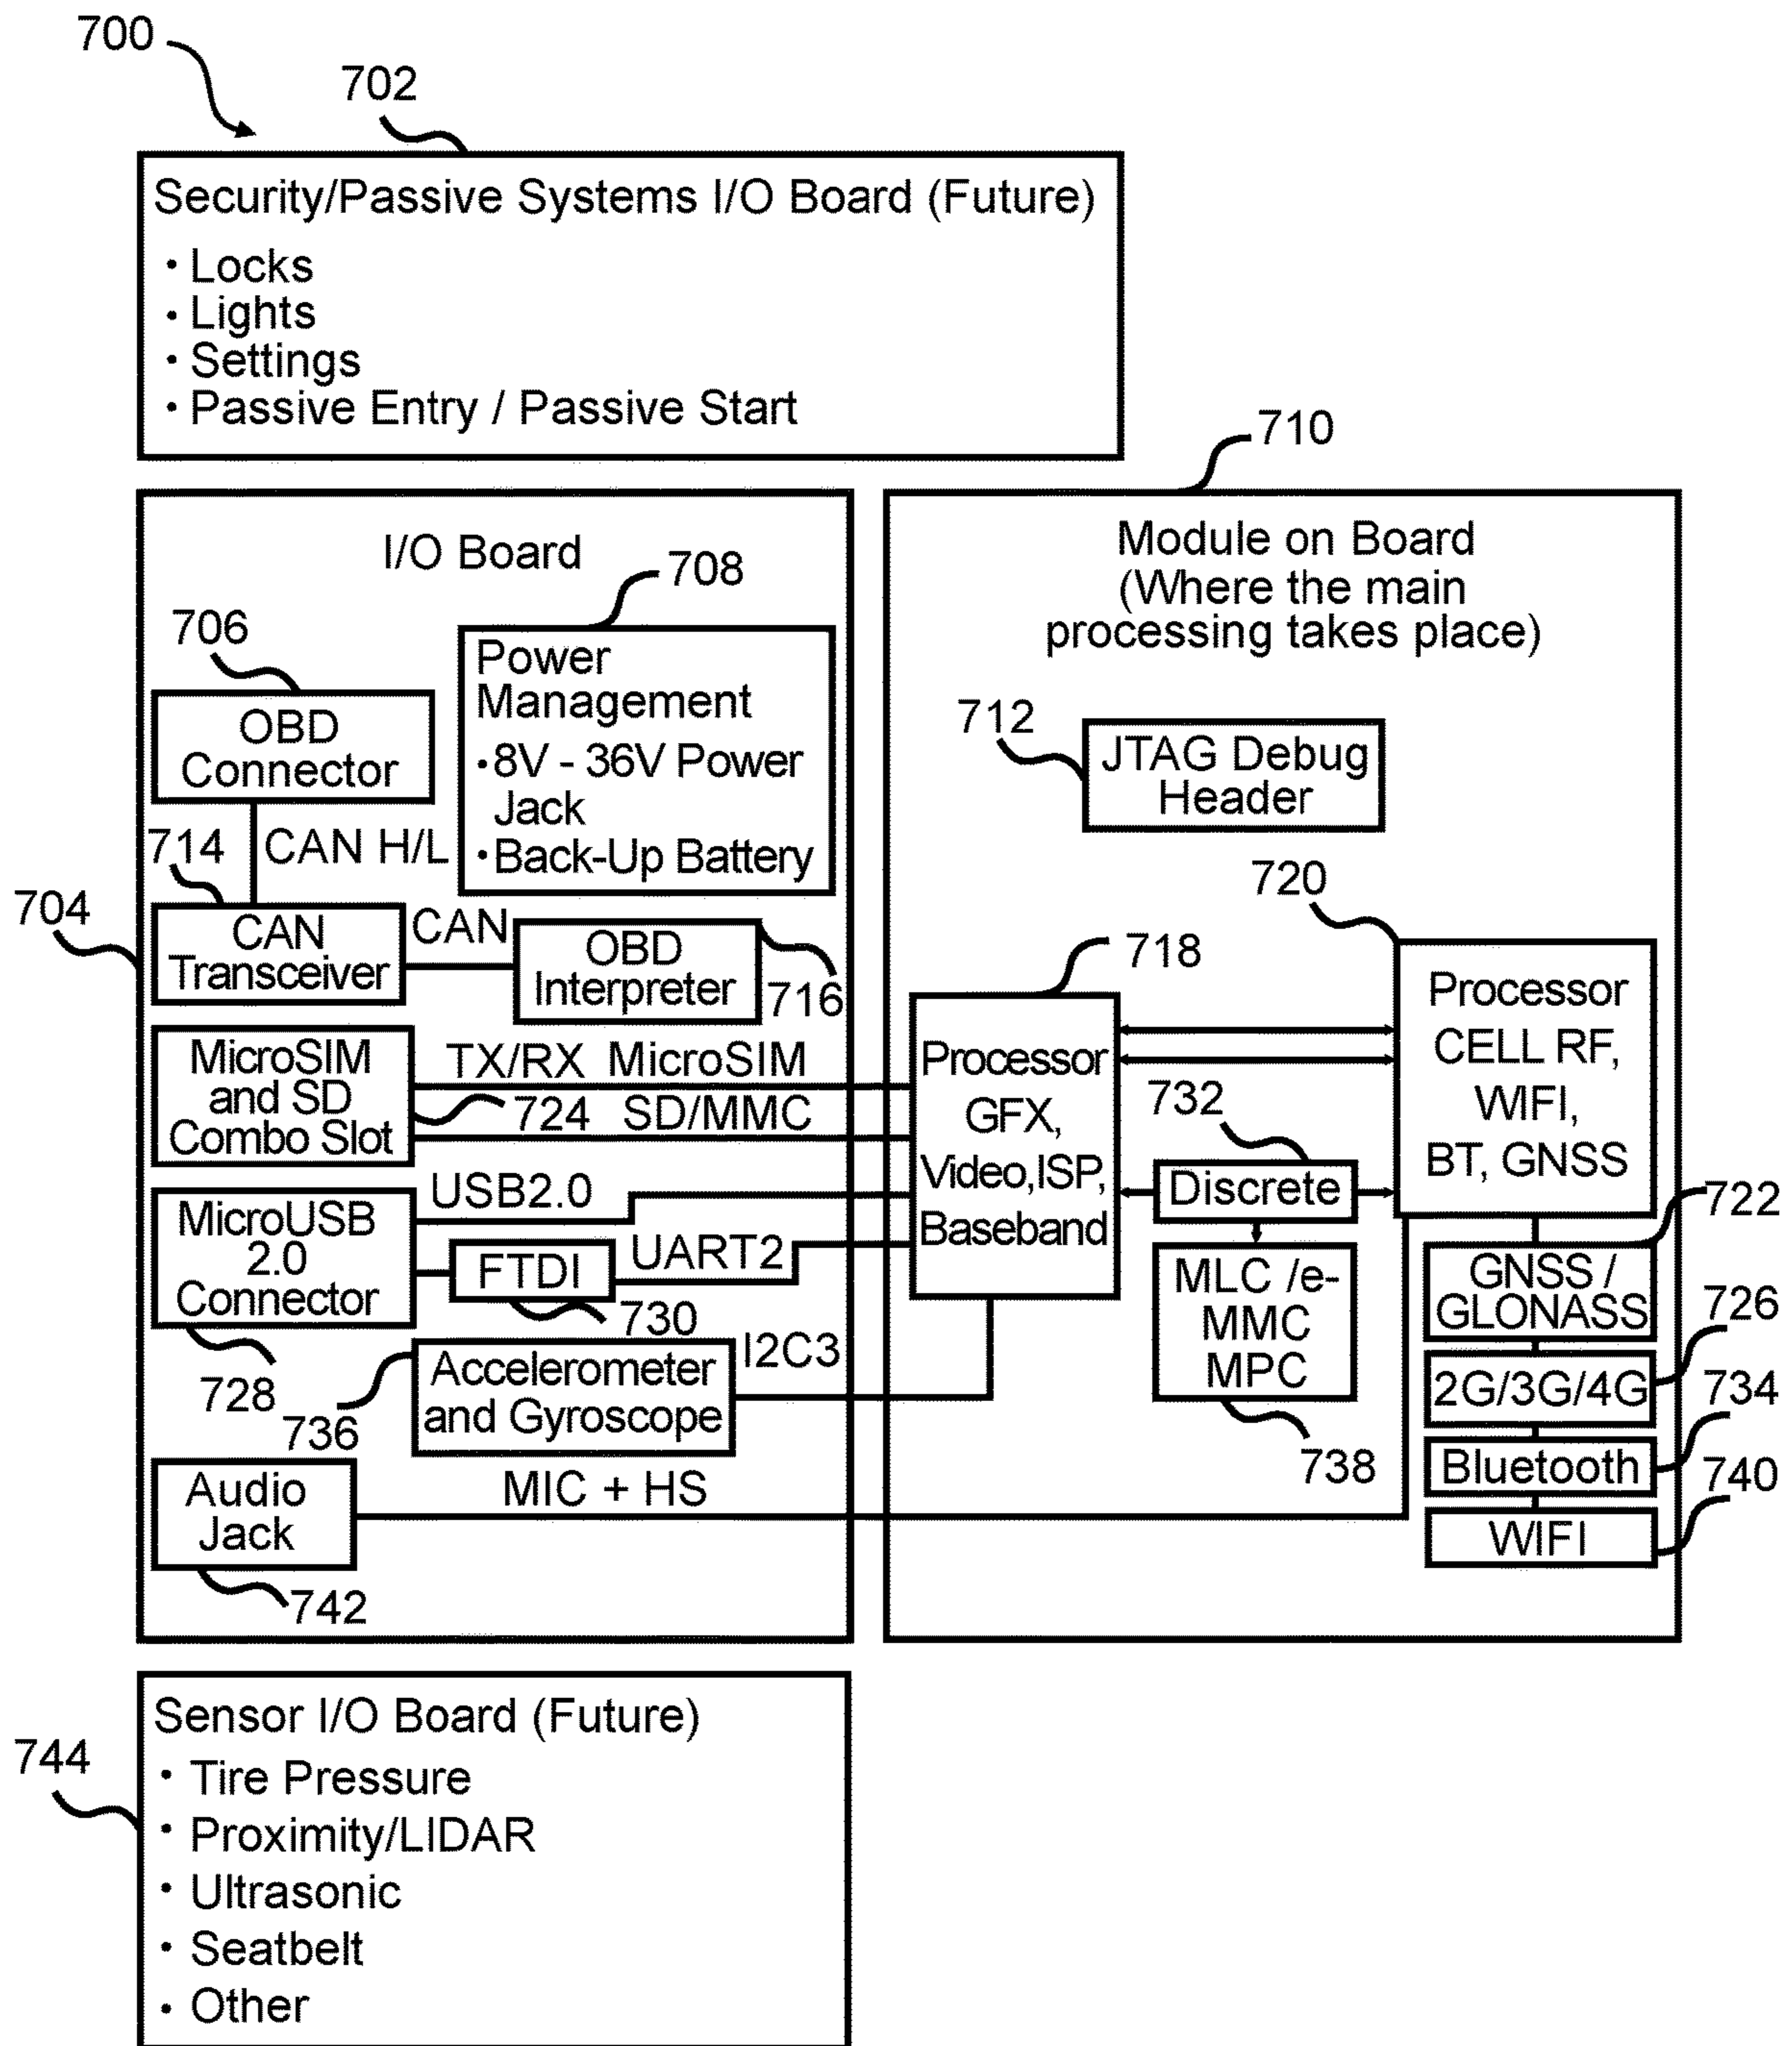 700
702
Security/Passive Systems I/O Board (Future)
· Locks
· Lights
· Settings
· Passive Entry / Passive Start
710
I/O Board
708
706
OBD
Connector
Power
Management
·8V - 36V Power
Jack
·Back-Up Battery
714
CAN H/L
704
CAN
Transceiver
CAN
OBD
Interpreter
716
MicroSIM
and SD
Combo Slot
TX/RX MicroSIM
724
SD/MMC
MicroUSB
2.0
Connector
USB2.0
FTDI
UART2
730
728
736
Accelerometer
and Gyroscope
I2C3
Audio
Jack
MIC + HS
742
Module on Board
(Where the main
processing takes place)
712
JTAG Debug
Header
720
718
Processor
GFX,
Video,ISP,
Baseband
Processor
CELL RF,
WIFI,
BT, GNSS
732
Discrete
722
MLC /e-
MMC
MPC
738
GNSS /
GLONASS
726
2G/3G/4G
734
Bluetooth
740
WIFI
744
Sensor I/O Board (Future)
· Tire Pressure
· Proximity/LIDAR
· Ultrasonic
· Seatbelt
· Other